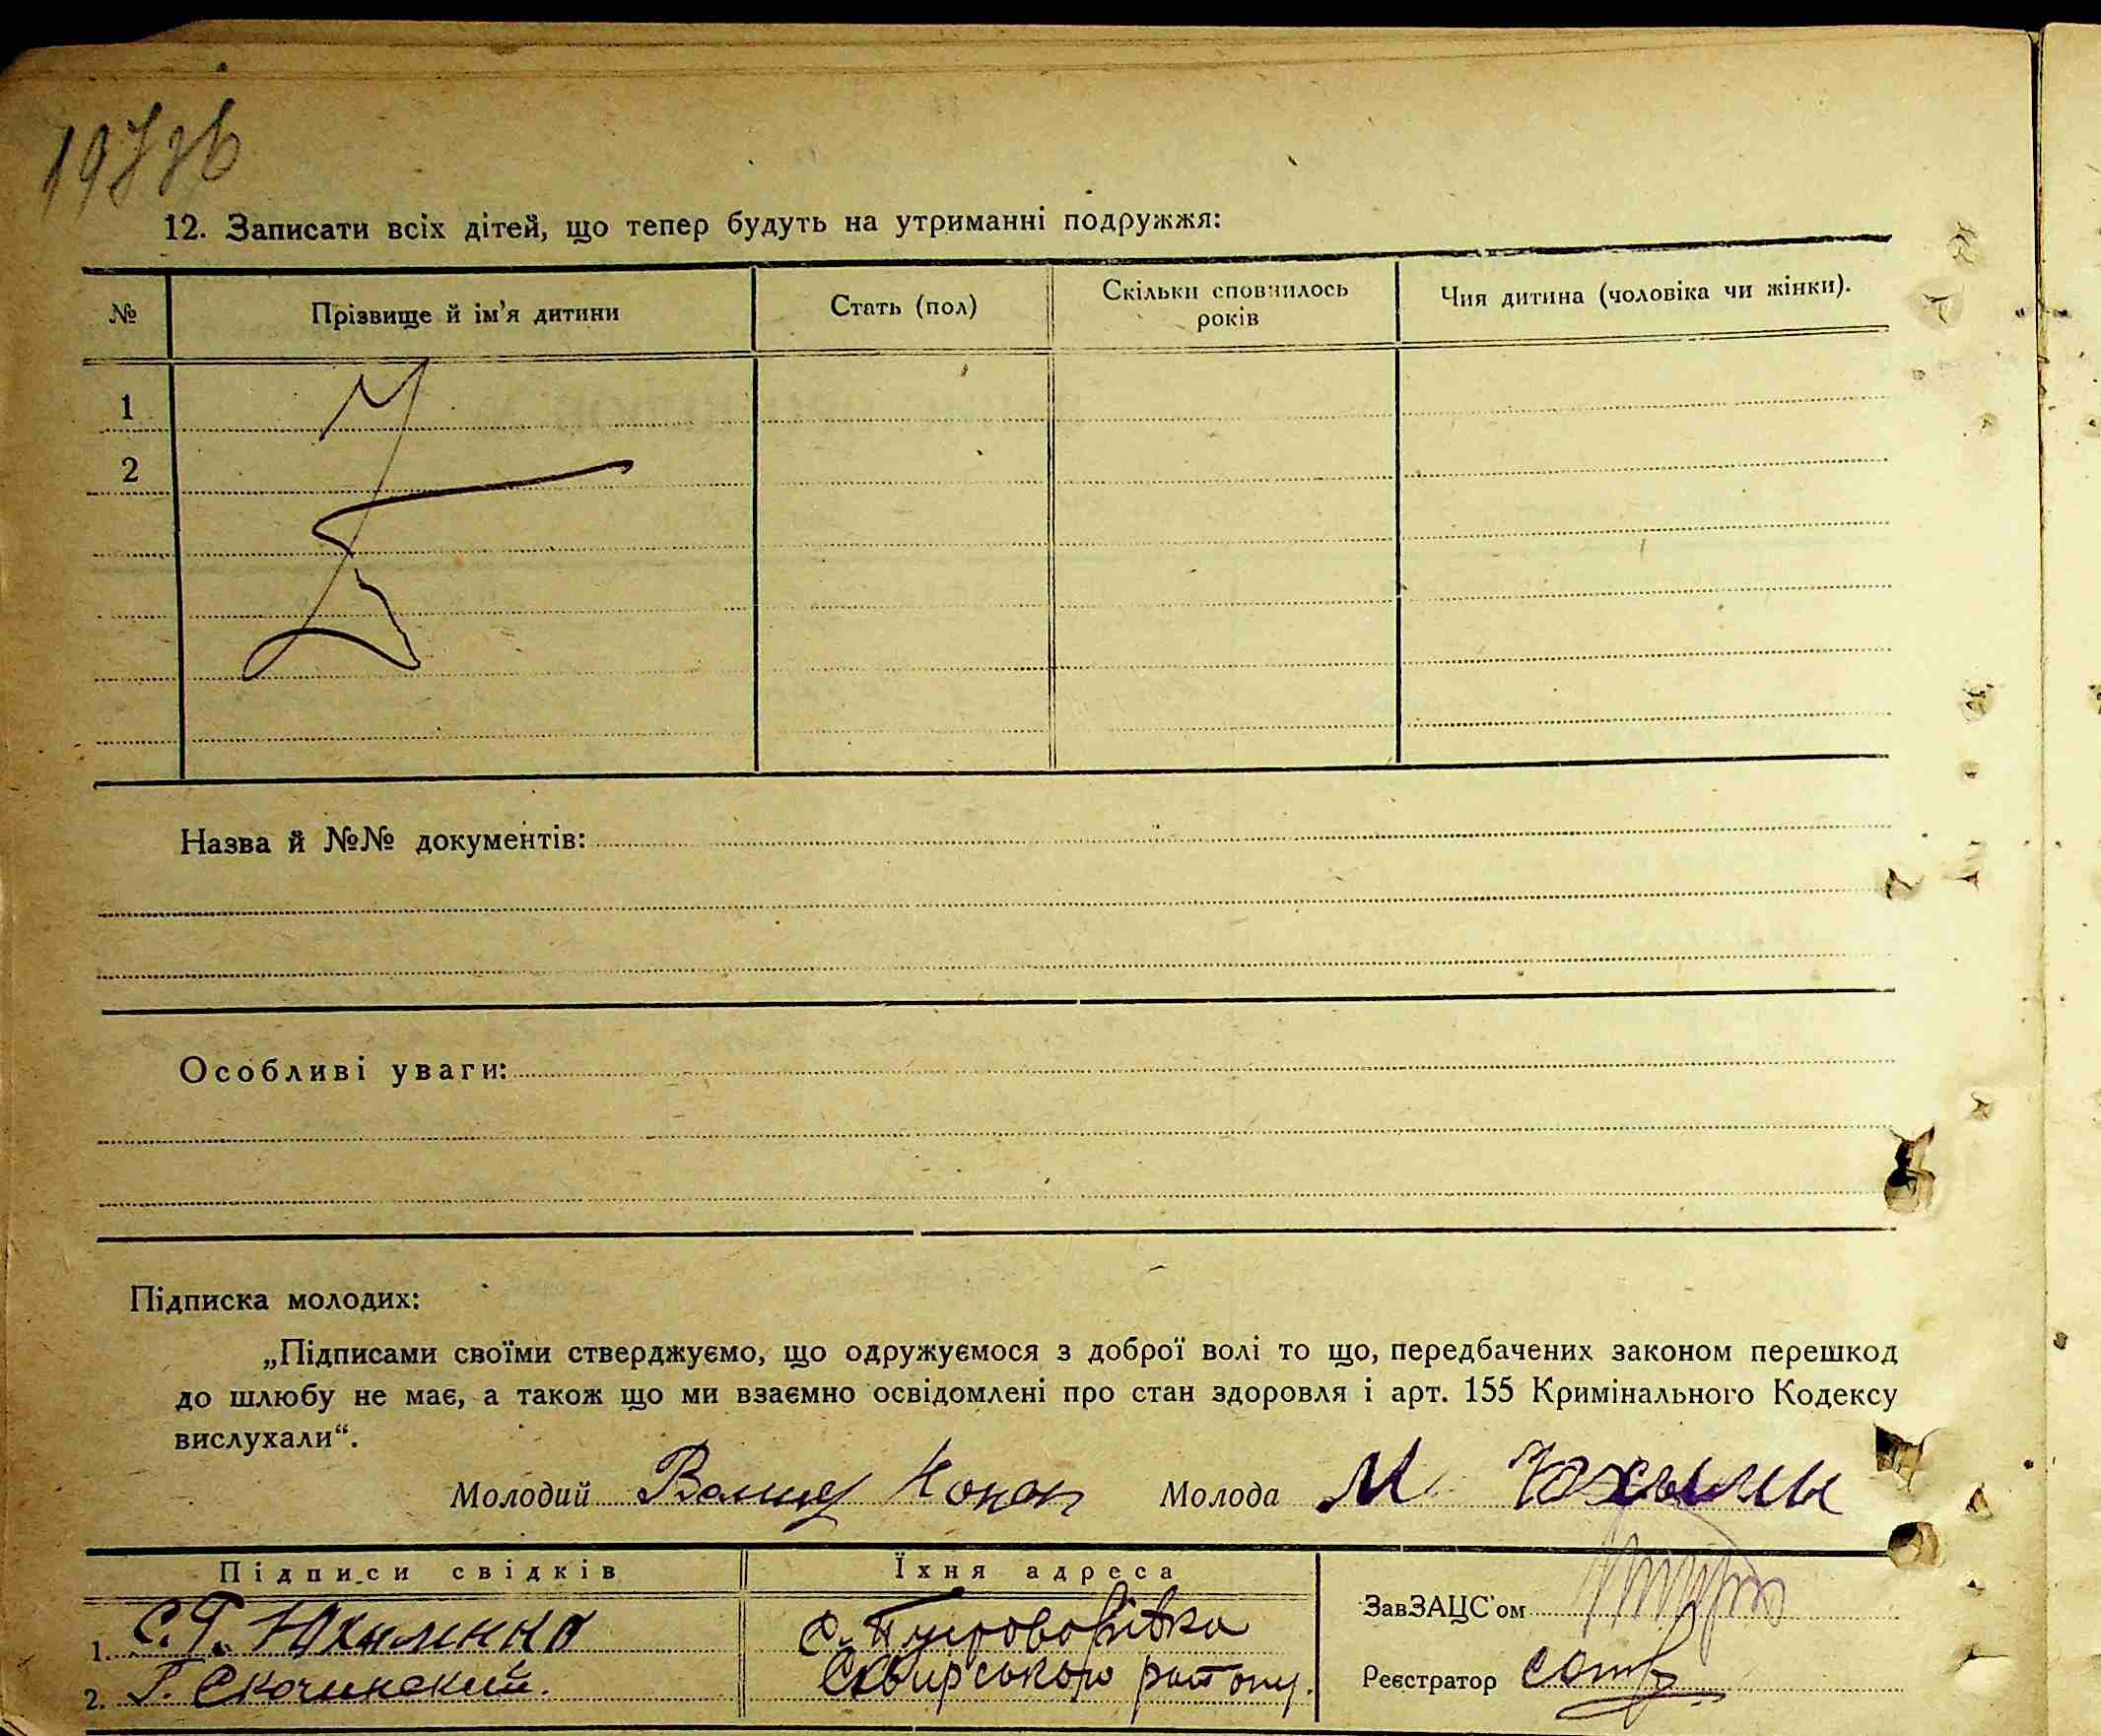 12. Записати всіх дітей, що тепер будуть на утриманні подружжя:
№ Прізвище й ім'я дитини Стать (пол) Скільки сповнилось років Чия дитина (чоловіка чи жінки).
1
2
Назва й №№ документів:
Особливі уваги:
Підписка молодих:
„Підписами своїми стверджуємо, що одружуємося з доброї волі то що, передбачених законом перешкод
до шлюбу не має, а також що ми взаємно освідомлені про стан здоровля і арт. 155 Кримінального Кодексу
вислухали“.
Молодий Молода М
Підписи свідків Їхня адреса
ЗавЗАЦС'ом
1. С.Г. Юхименко с.
2. Г. Скочинский. Сквирського району.
Реєстратор